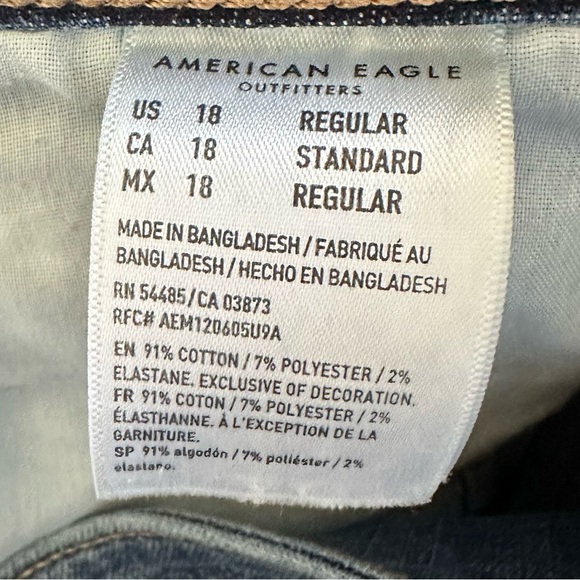 AMERICAN EAGLE
OUTFITTERS
US 18 REGULAR
CA 18 STANDARD
MX 18 REGULAR
MADE IN BANGLADESH / FABRIQUÉ AU
BANGLADESH / HECHO EN BANGLADESH
RN 54485 / CA 03873
RFC# AEM120605U9A
EN 91% COTTON / 7% POLYESTER / 2%
ELASTANE. EXCLUSIVE OF DECORATION.
FR 91% COTON / 7% POLYESTER / 2%
ÉLASTHANNE. À L'EXCEPTION DE LA
GARNITURE.
SP 91% algodón / 7% poliéster / 2%
elastano.